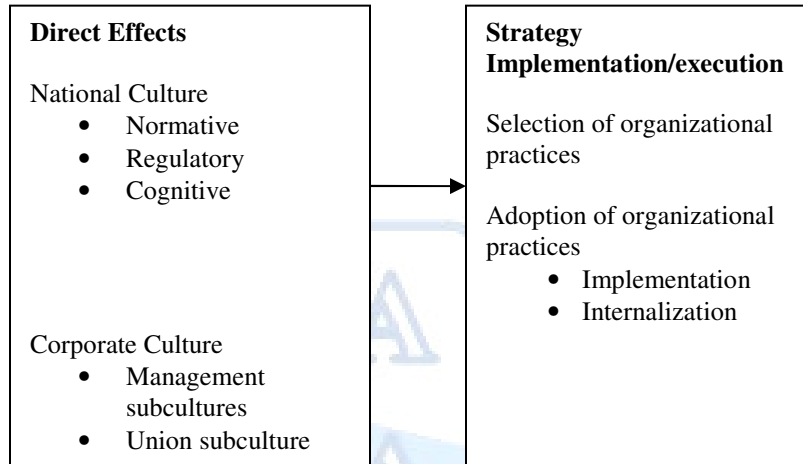 Direct Effects
National Culture
• Normative
• Regulatory
• Cognitive
Corporate Culture
• Management
subcultures
• Union subculture
Strategy
Implementation/execution
Selection of organizational
practices
Adoption of organizational
practices
• Implementation
• Internalization